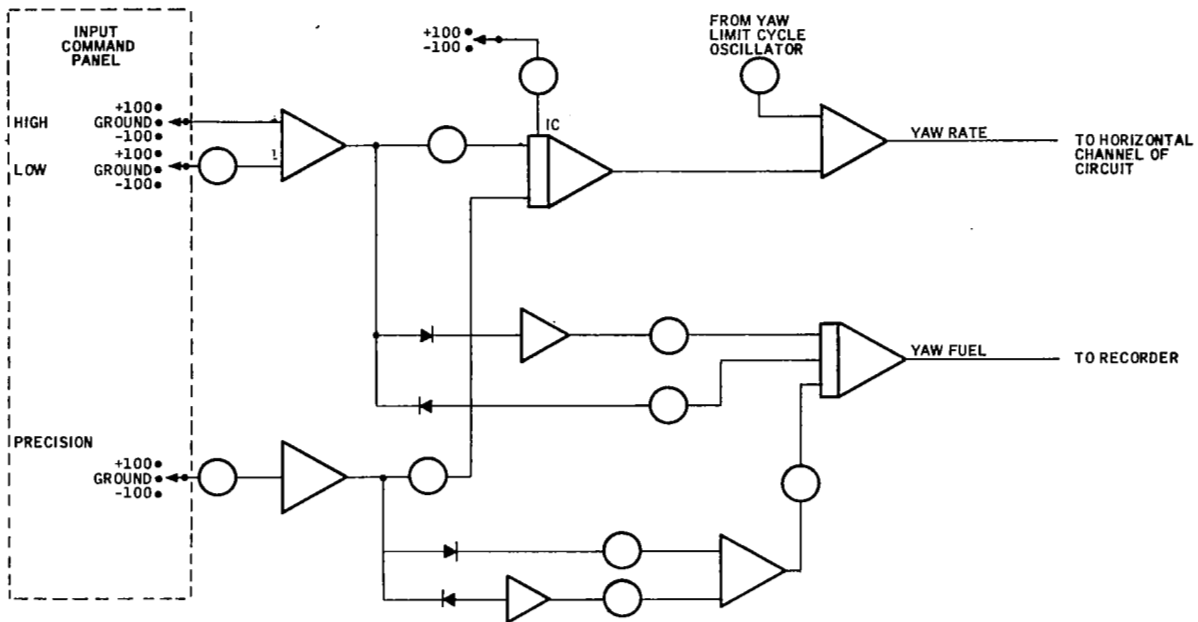 INPUT
COMMAND
PANEL
+100
-100
FROM YAW
LIMIT CYCLE
OSCILLATOR
HIGH
+100
GROUND
-100
LOW
+100
GROUND
-100
1
IC
YAW RATE
TO HORIZONTAL
CHANNEL OF
CIRCUIT
YAW FUEL
TO RECORDER
PRECISION
+100
GROUND
-100